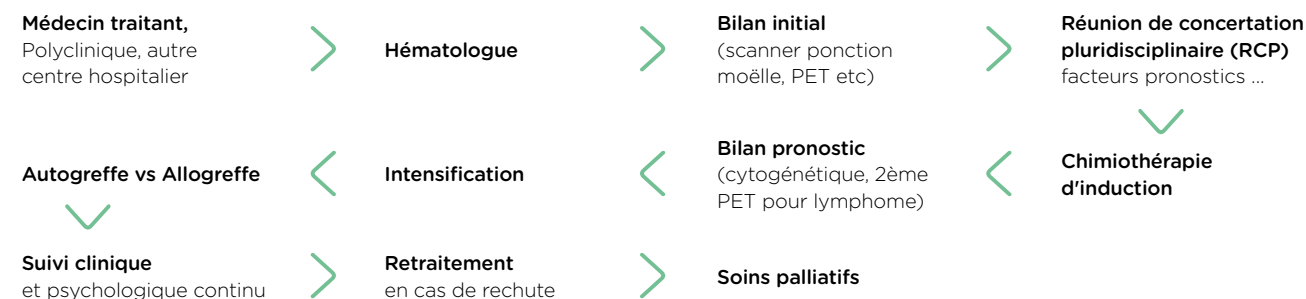 Médecin traitant,
Polyclinique, autre
centre hospitalier
Hématologue
Bilan initial
(scanner ponction
moëlle, PET etc)
Réunion de concertation
pluridisciplinaire (RCP)
facteurs pronostics ...
Chimiothérapie
d'induction
Bilan pronostic
(cytogénétique, 2ème
PET pour lymphome)
Intensification
Autogreffe vs Allogreffe
Suivi clinique
et psychologique continu
Retraitement
en cas de rechute
Soins palliatifs